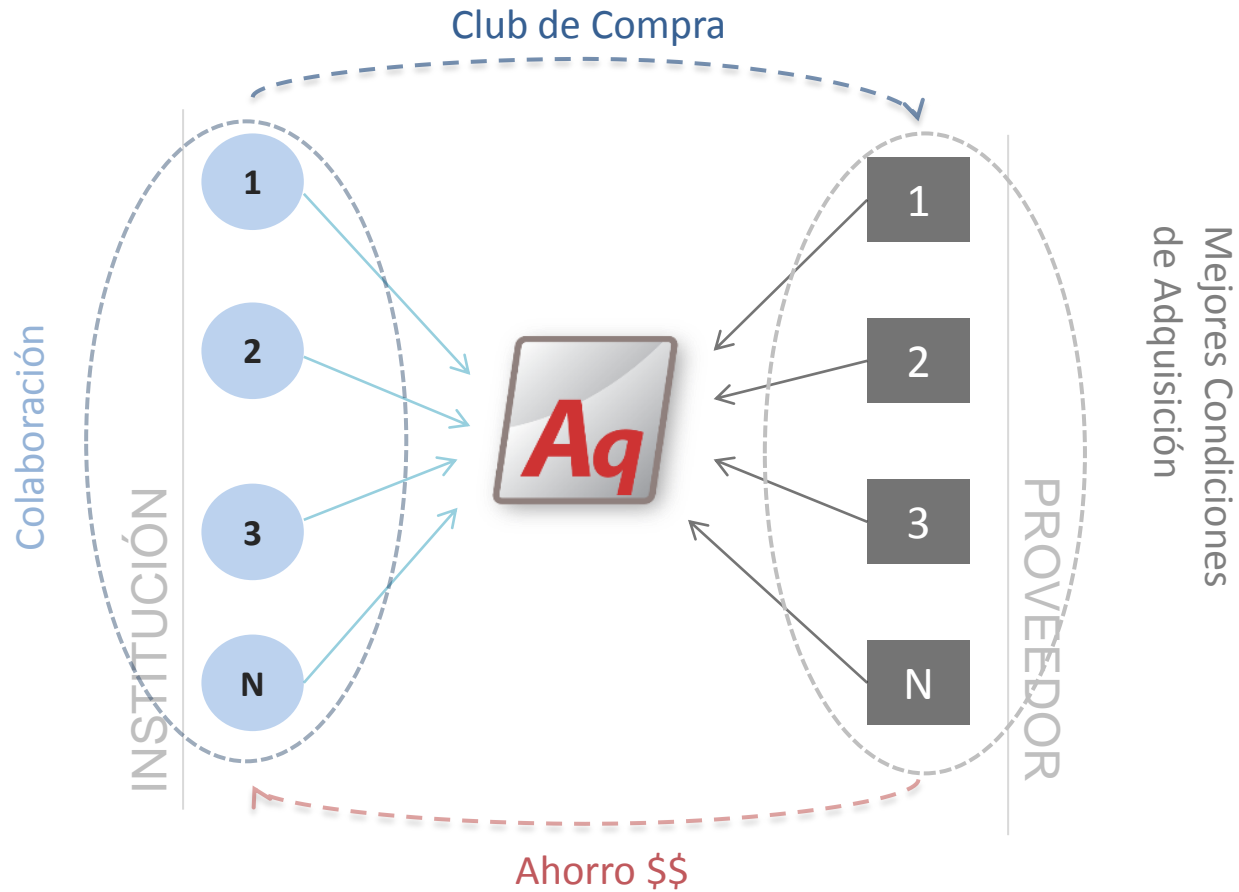 Club de Compra
Colaboración
INSTITUCIÓN
1
2
3
N
Aq
1
2
3
N
PROVEEDOR
Mejores Condiciones
de Adquisición
Ahorro $$